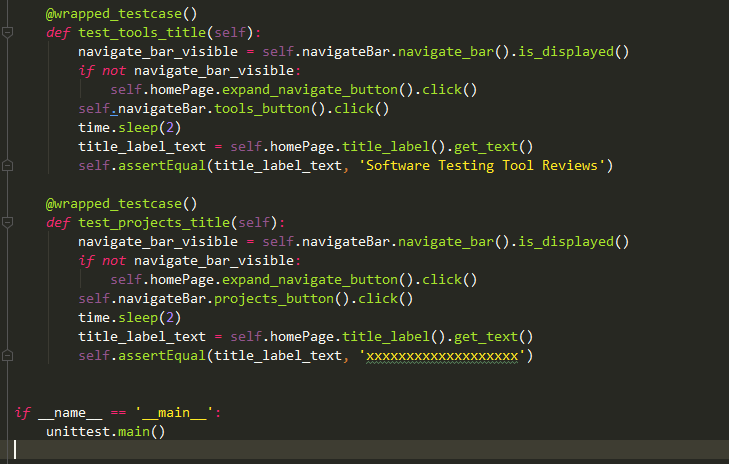 @wrapped_testcase()
def test_tools_title(self):
navigate_bar_visible = self.navigateBar.navigate_bar().is_displayed()
if not navigate_bar_visible:
self.homePage.expand_navigate_button().click()
self.navigateBar.tools_button().click()
time.sleep(2)
title_label_text = self.homePage.title_label().get_text()
self.assertEqual(title_label_text, 'Software Testing Tool Reviews')
@wrapped_testcase()
def test_projects_title(self):
navigate_bar_visible = self.navigateBar.navigate_bar().is_displayed()
if not navigate_bar_visible:
self.homePage.expand_navigate_button().click()
self.navigateBar.projects_button().click()
time.sleep(2)
title_label_text = self.homePage.title_label().get_text()
self.assertEqual(title_label_text, 'xxxxxxxxxxxxxxxxxxx')
if __name__ == '__main__':
unittest.main()